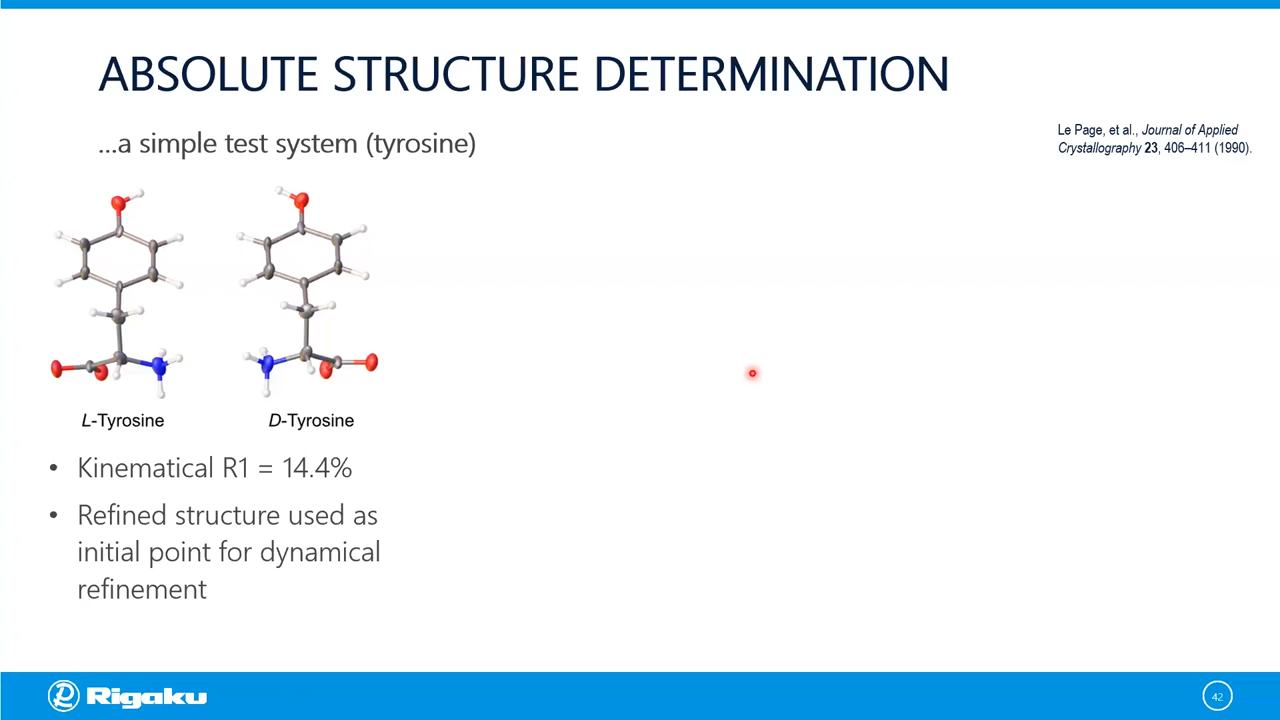 ABSOLUTE STRUCTURE DETERMINATION
...a simple test system (tyrosine)
Le Page, et al., Journal of Applied
Crystallography 23, 406–411 (1990).
L-Tyrosine
D-Tyrosine
• Kinematical R1 = 14.4%
• Refined structure used as
initial point for dynamical
refinement
Rigaku
42